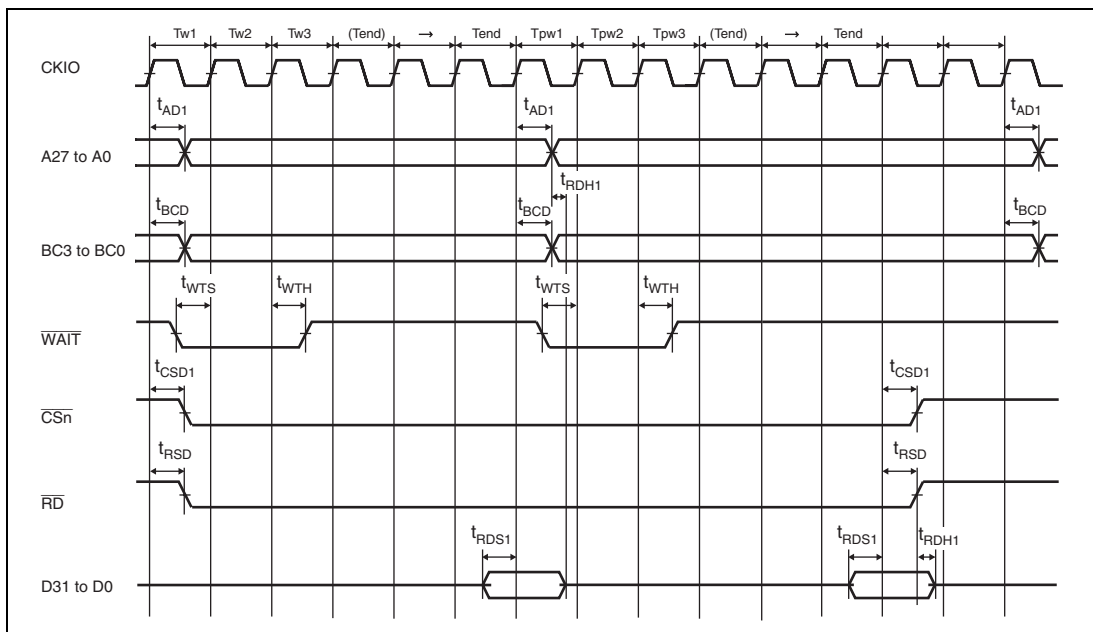 Tw1 Tw2 Tw3 (Tend) → Tend Tpw1 Tpw2 Tpw3 (Tend) → Tend
CKIO
tAD1 tAD1 tAD1
A27 to A0
tRDH1
tBCD tBCD tBCD
BC3 to BC0
tWTS tWTH tWTS tWTH
WAIT
tCSD1 tCSD1
CSn
tRSD tRSD
RD
tRDS1 tRDS1 tRDH1
D31 to D0